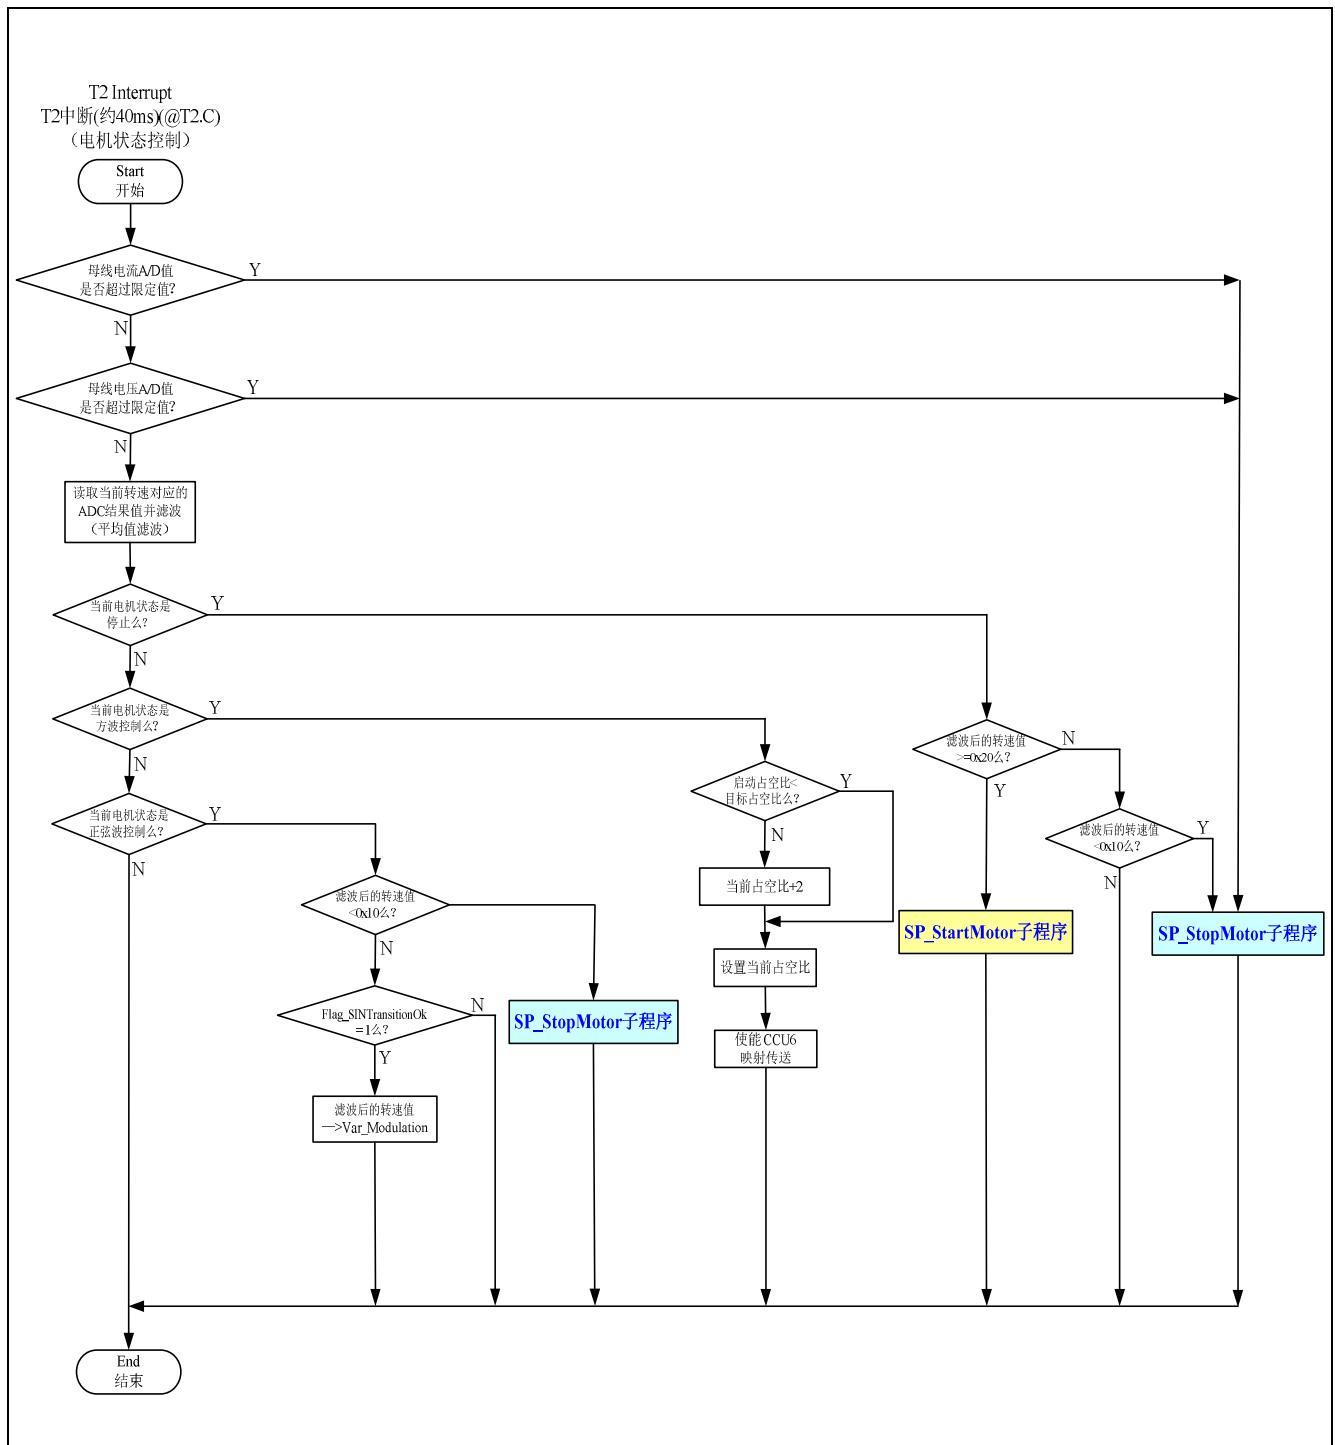 T2 Interrupt
T2中断(约40ms)(@T2.C)
（电机状态控制）
Start
开始
母线电流A/D值
是否超过限定值?
Y
N
母线电压A/D值
是否超过限定值?
Y
N
读取当前转速对应的
ADC结果值并滤波
（平均值滤波）
当前电机状态是
停止么?
Y
N
当前电机状态是
方波控制么?
Y
N
当前电机状态是
正弦波控制么?
Y
N
滤波后的转速值
<0x10么?
N
Flag_SINTransitionOk
=1么?
N
Y
滤波后的转速值
—>Var_Modulation
SP_StopMotor子程序
启动占空比<
目标占空比么?
Y
N
当前占空比+2
设置当前占空比
使能CCU6
映射传送
滤波后的转速值
>=0x20么?
N
Y
SP_StartMotor子程序
滤波后的转速值
<0x10么?
Y
N
SP_StopMotor子程序
End
结束